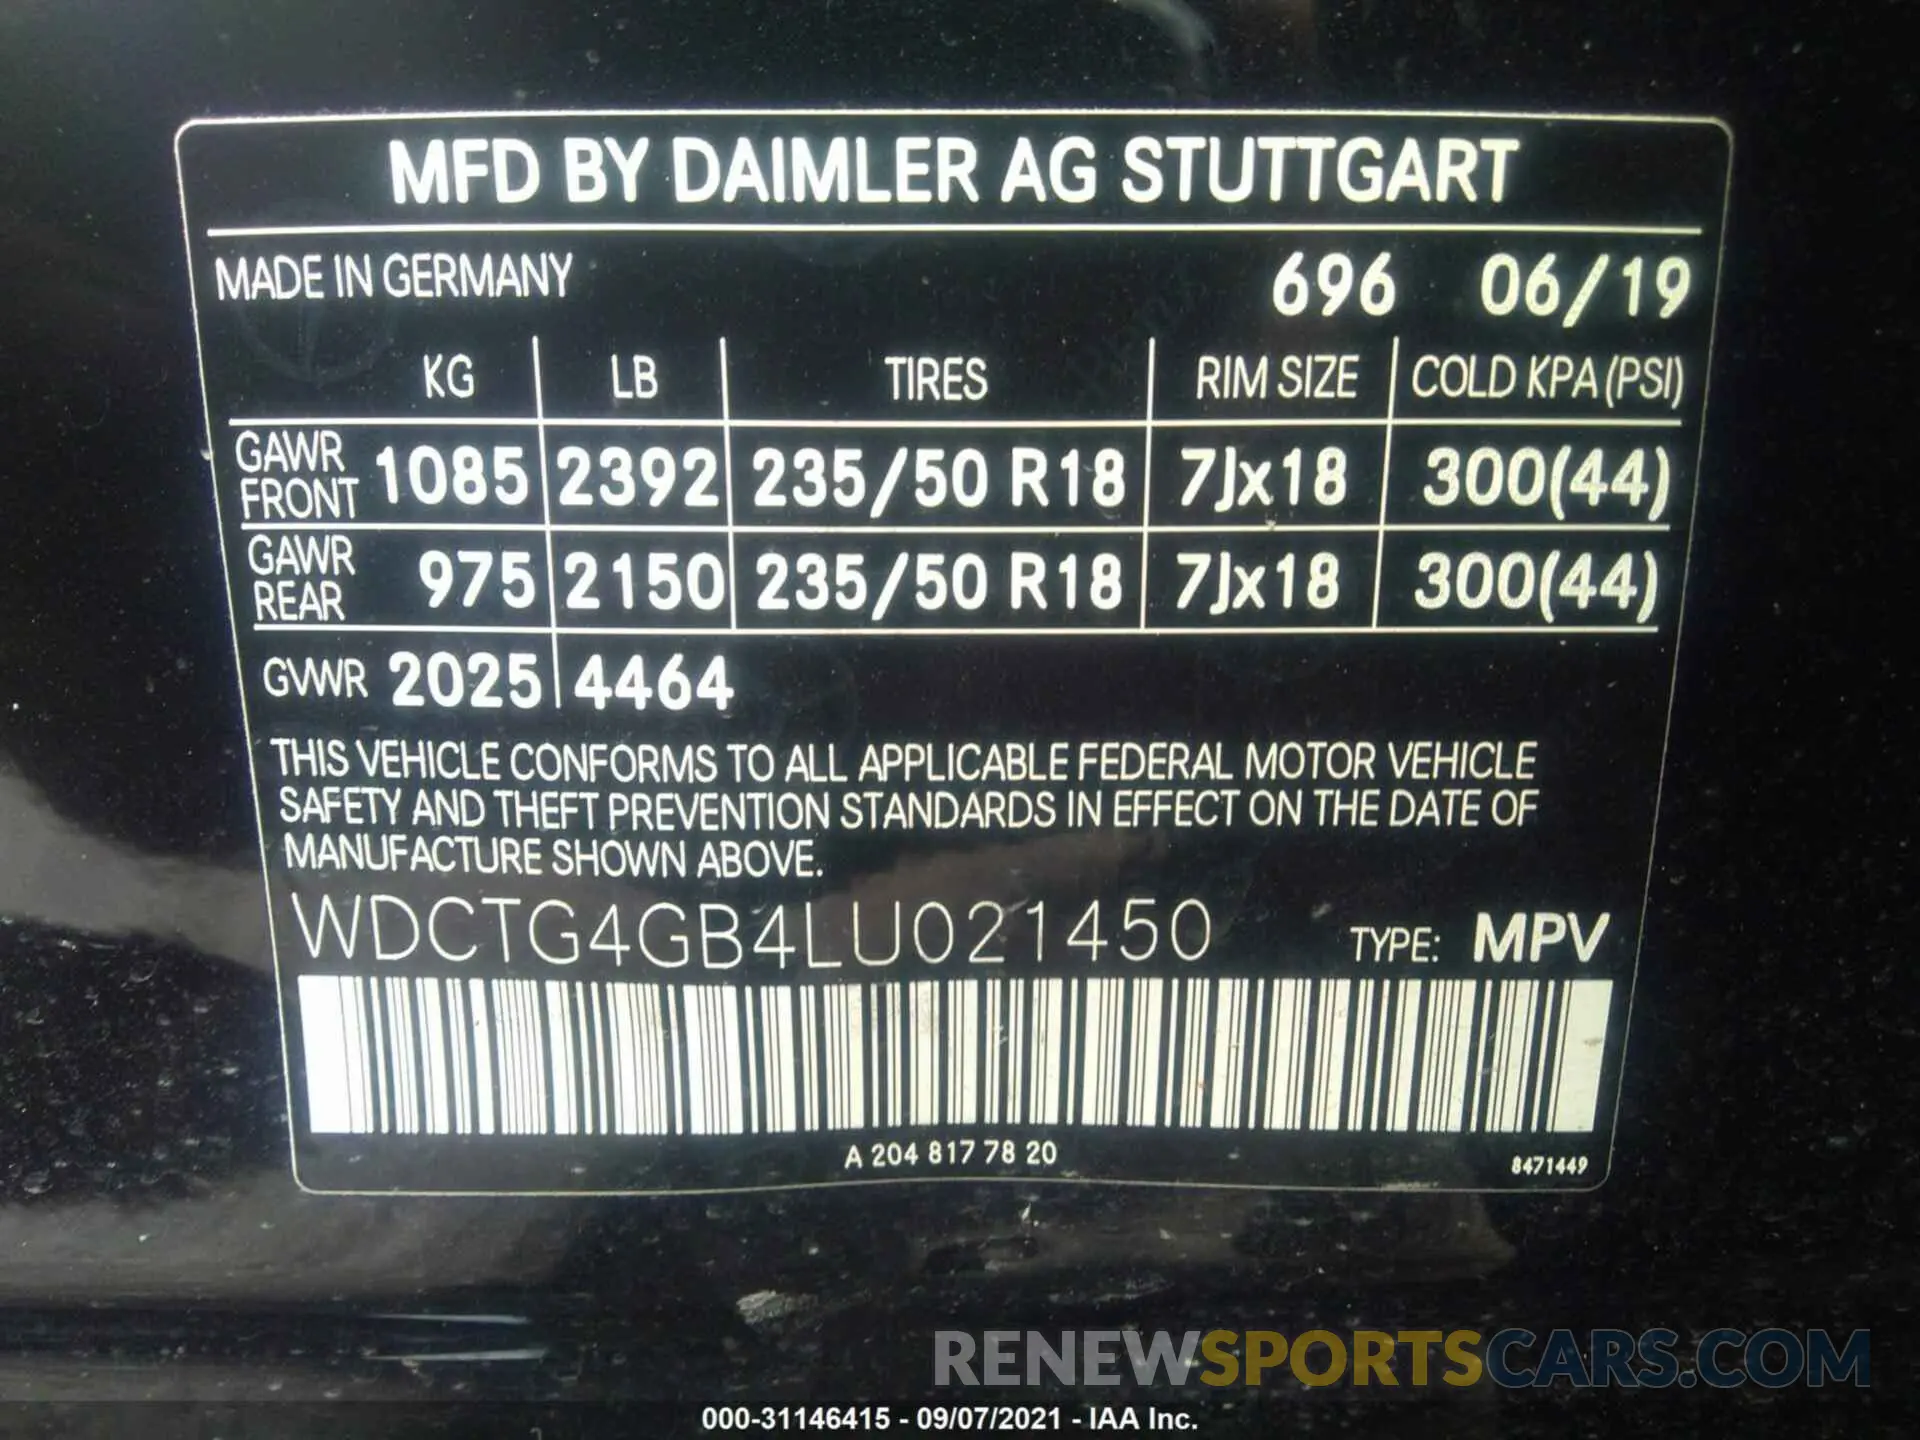 MFD BY DAIMLER AG STUTTGART
MADE IN GERMANY 696 06/19
KG LB TIRES RIM SIZE COLD KPA (PSI)
GAWR FRONT 1085 2392 235/50 R18 7Jx18 300(44)
GAWR REAR 975 2150 235/50 R18 7Jx18 300(44)
GVWR 2025 4464
THIS VEHICLE CONFORMS TO ALL APPLICABLE FEDERAL MOTOR VEHICLE
SAFETY AND THEFT PREVENTION STANDARDS IN EFFECT ON THE DATE OF
MANUFACTURE SHOWN ABOVE.
WDCTG4GB4LU021450 TYPE: MPV
A 204 817 78 20 8471449
RENEWSPORTSCARS.COM
000-31146415 - 09/07/2021 - IAA Inc.